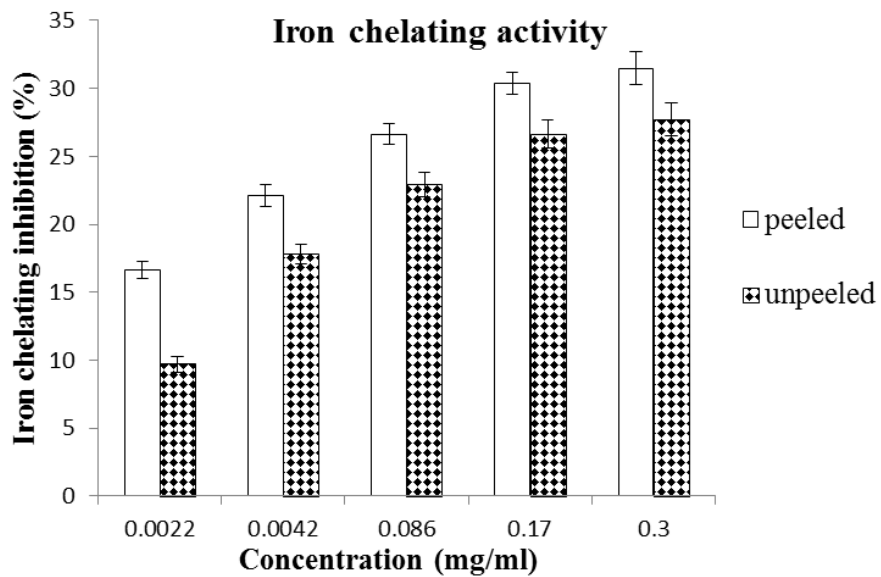 Iron chelating activity
Iron chelating inhibition (%)
35
30
25
20
15
10
5
0
0.0022 0.0042 0.086 0.17 0.3
Concentration (mg/ml)
peeled
unpeeled